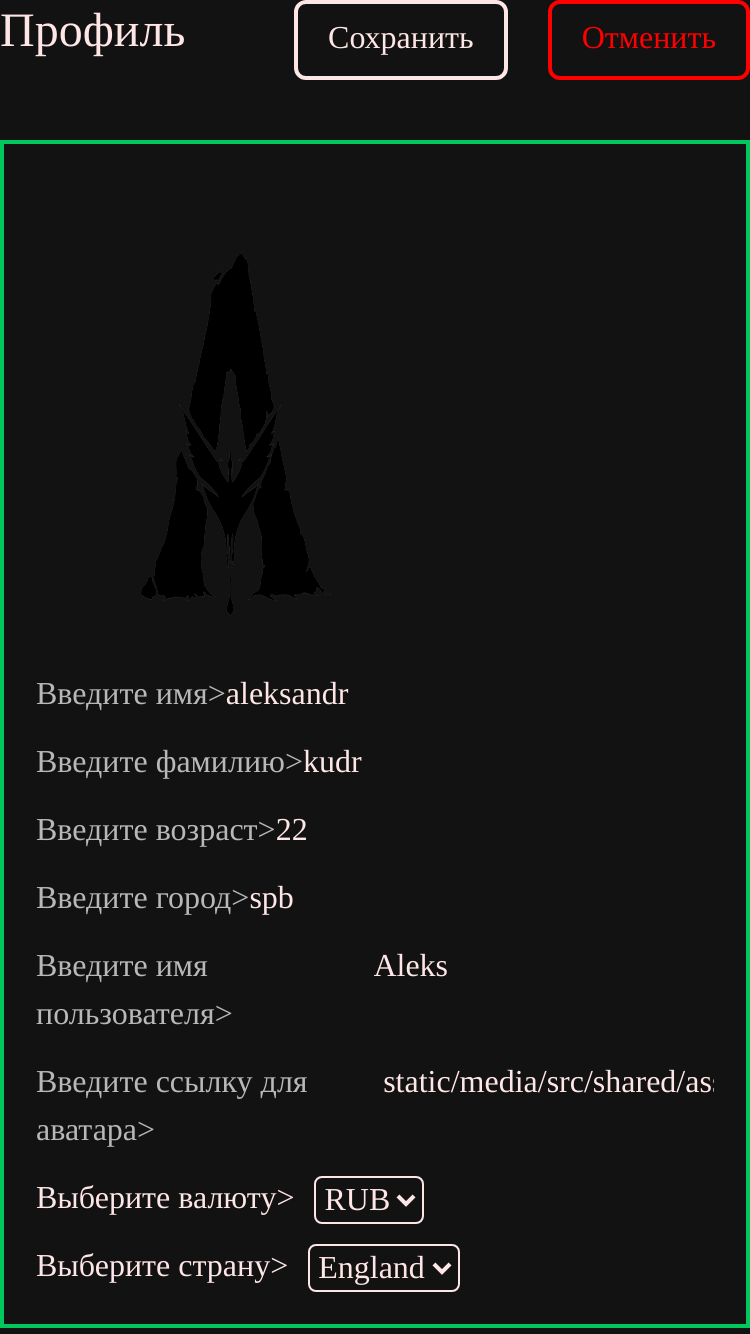 Профиль
Сохранить
Отменить
Введите имя>aleksandr
Введите фамилию>kudr
Введите возраст>22
Введите город>spb
Введите имя Aleks
пользователя>
Введите ссылку для static/media/src/shared/as
аватара>
Выберите валюту> RUB
Выберите страну> England